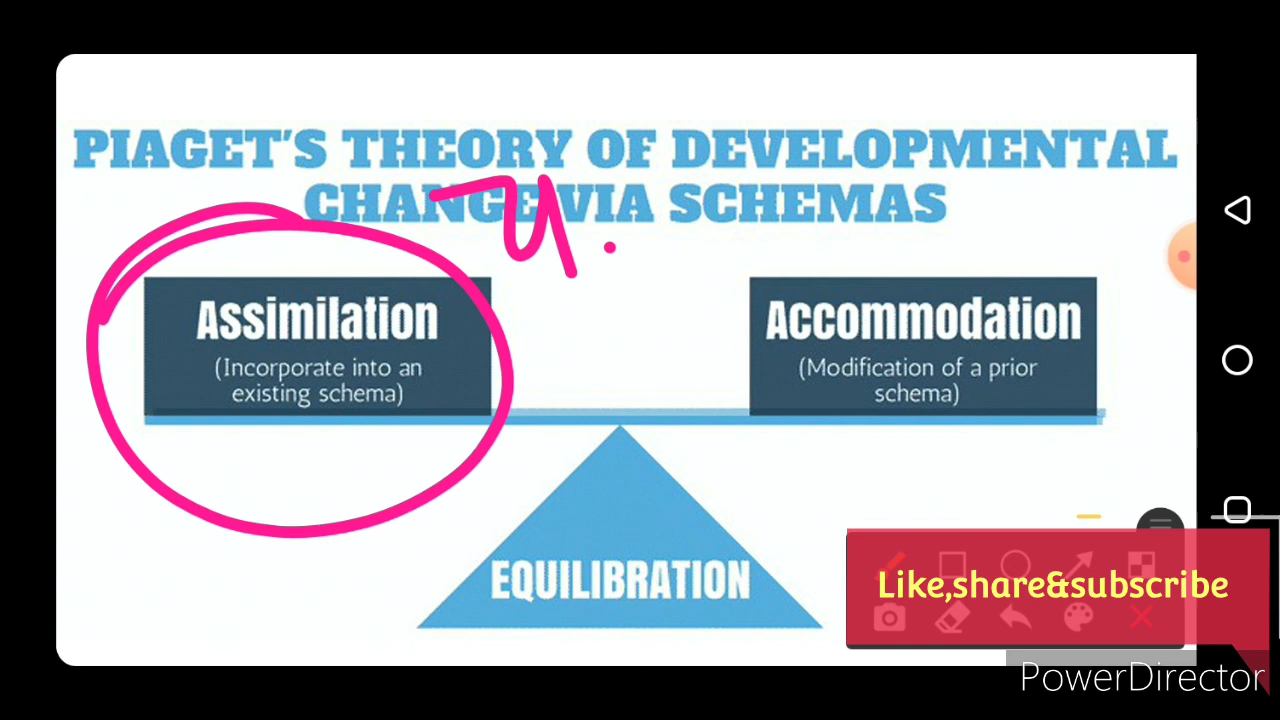 PIAGET'S THEORY OF DEVELOPMENTAL
CHANGE VIA SCHEMAS
Assimilation
(Incorporate into an
existing schema)
Accommodation
(Modification of a prior
schema)
EQUILIBRATION
Like,share&subscribe
PowerDirector